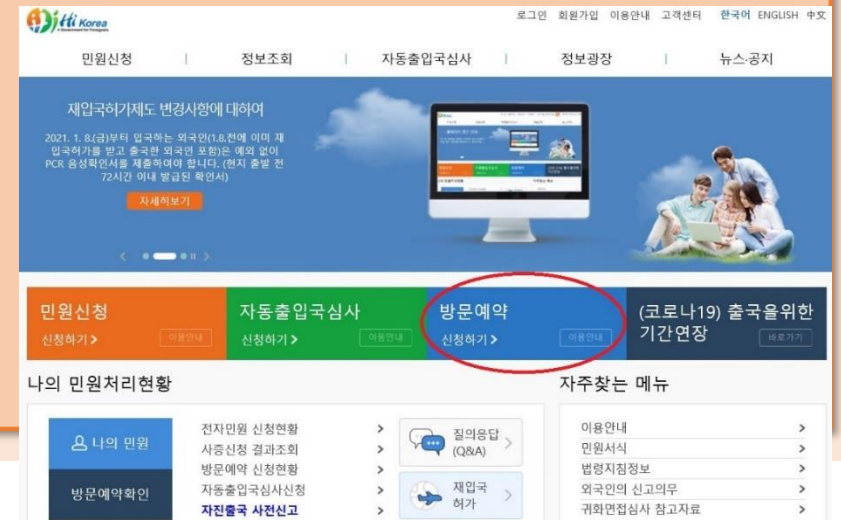 Hi Korea
e-Government for Foreigners
로그인 회원가입 이용안내 고객센터 한국어 ENGLISH 中文
민원신청 | 정보조회 | 자동출입국심사 | 정보광장 | 뉴스·공지
재입국허가제도 변경사항에 대하여
2021. 1. 8.(금)부터 입국하는 외국인(1.8.전에 이미 재
입국허가를 받고 출국한 외국인 포함)은 예외 없이
PCR 음성확인서를 제출하여야 합니다. (현지 출발 전
72시간 이내 발급된 확인서)
자세히보기
민원신청
신청하기 >
이용안내
자동출입국심사
신청하기 >
이용안내
방문예약
신청하기 >
이용안내
(코로나19) 출국을위한
기간연장
바로가기
나의 민원처리현황
나의 민원
방문예약확인
전자민원 신청현황 >
사증신청 결과조회 >
방문예약 신청현황 >
자동출입국심사신청 >
자진출국 사전신고 >
질의응답
(Q&A) >
재입국
허가 >
자주찾는 메뉴
이용안내 >
민원서식 >
법령지침정보 >
외국인의 신고의무 >
귀화면접심사 참고자료 >